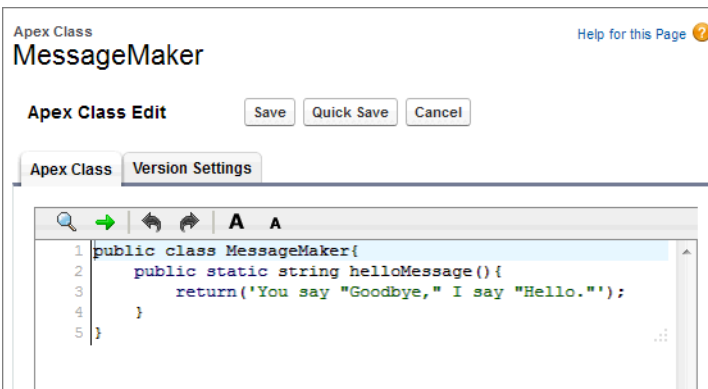 Apex Class
MessageMaker
Help for this Page
Apex Class Edit Save Quick Save Cancel
Apex Class Version Settings
A A
1 public class MessageMaker{
2 public static string helloMessage(){
3 return('You say "Goodbye," I say "Hello."');
4 }
5 }